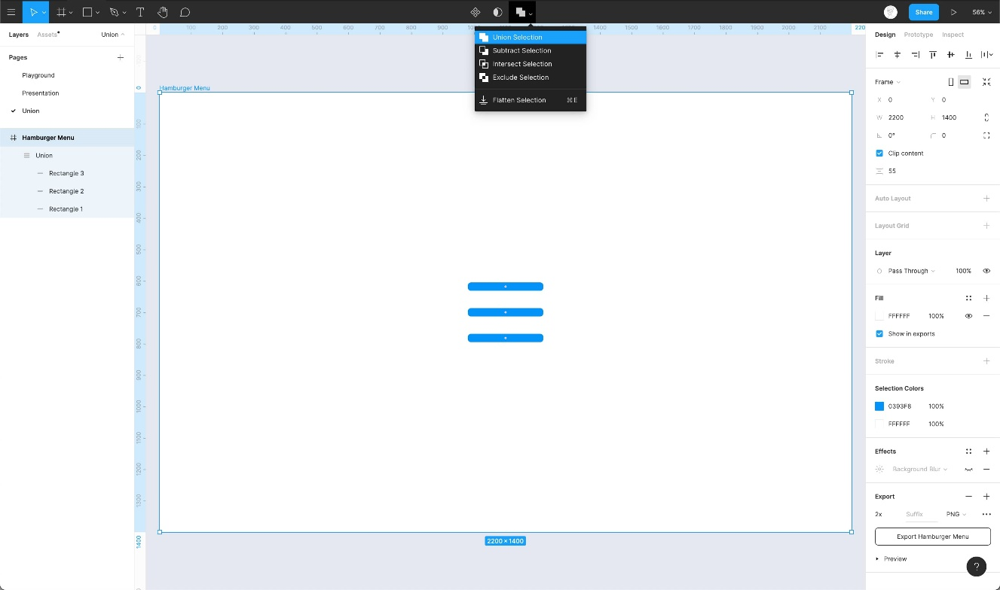 Share
56%
Layers
Assets
Union
Pages
Playground
Presentation
Union
Hamburger Menu
Union
Rectangle 3
Rectangle 2
Rectangle 1
0 100 200 300 400 500 600 700 800 900 1400 1500 1600 1700 1800 1900 2000 2100
0
100
200
300
400
500
600
700
800
900
1000
1100
1200
1300
1400
Hamburger Menu
Union Selection
Subtract Selection
Intersect Selection
Exclude Selection
Flatten Selection ⌘E
2200 × 1400
Design Prototype Inspect
Frame
X 0 Y 0
W 2200 H 1400
0° 0
Clip content
55
Auto Layout
Layout Grid
Layer
Pass Through 100%
Fill
FFFFFF 100%
Show in exports
Stroke
Selection Colors
0393F8 100%
FFFFFF 100%
Effects
Background Blur
Export
2x Suffix PNG
Export Hamburger Menu
Preview
?